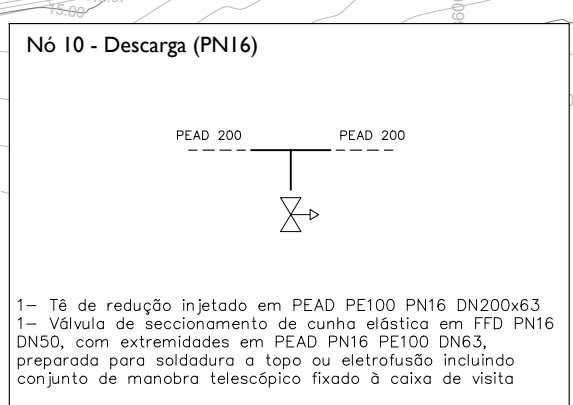 15.00
Nó 10 - Descarga (PN16)
PEAD 200 PEAD 200
1- Tê de redução injetado em PEAD PE100 PN16 DN200x63
1- Válvula de seccionamento de cunha elástica em FFD PN16
DN50, com extremidades em PEAD PN16 PE100 DN63,
preparada para soldadura a topo ou eletrofusão incluindo
conjunto de manobra telescópico fixado à caixa de visita